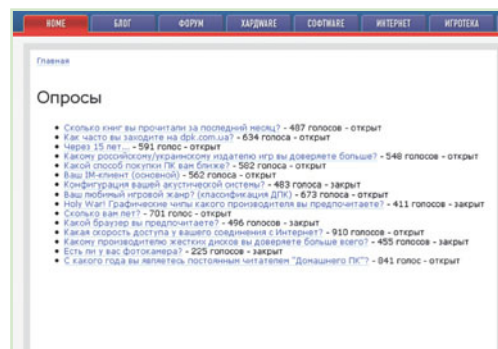 HOME БЛОГ ФОРУМ ХАРДWARE СОФТWARE ИНТЕРНЕТ ИГРОТЕКА
Главная
Опросы
• Сколько книг вы прочитали за последний месяц? - 487 голосов - открыт
• Как часто вы заходите на dpk.com.ua? - 634 голоса - открыт
• Через 15 лет... - 591 голос - открыт
• Какому российскому/украинскому издателю игр вы доверяете больше? - 548 голосов - открыт
• Какой способ покупки ПК вам ближе? - 582 голоса - открыт
• Ваш IM-клиент (основной) - 562 голоса - открыт
• Конфигурация вашей акустической системы? - 483 голоса - закрыт
• Ваш любимый игровой жанр? (классификация ДПК) - 673 голоса - открыт
• Holy War! Графические чипы какого производителя вы предпочитаете? - 411 голосов - закрыт
• Сколько вам лет? - 701 голос - открыт
• Какой браузер вы предпочитаете? - 496 голосов - закрыт
• Какая скорость доступа у вашего соединения с Интернет? - 910 голосов - открыт
• Какому производителю жестких дисков вы доверяете больше всего? - 455 голосов - закрыт
• Есть ли у вас фотокамера? - 225 голосов - закрыт
• С какого года вы являетесь постоянным читателем "Домашнего ПК"? - 841 голос - открыт